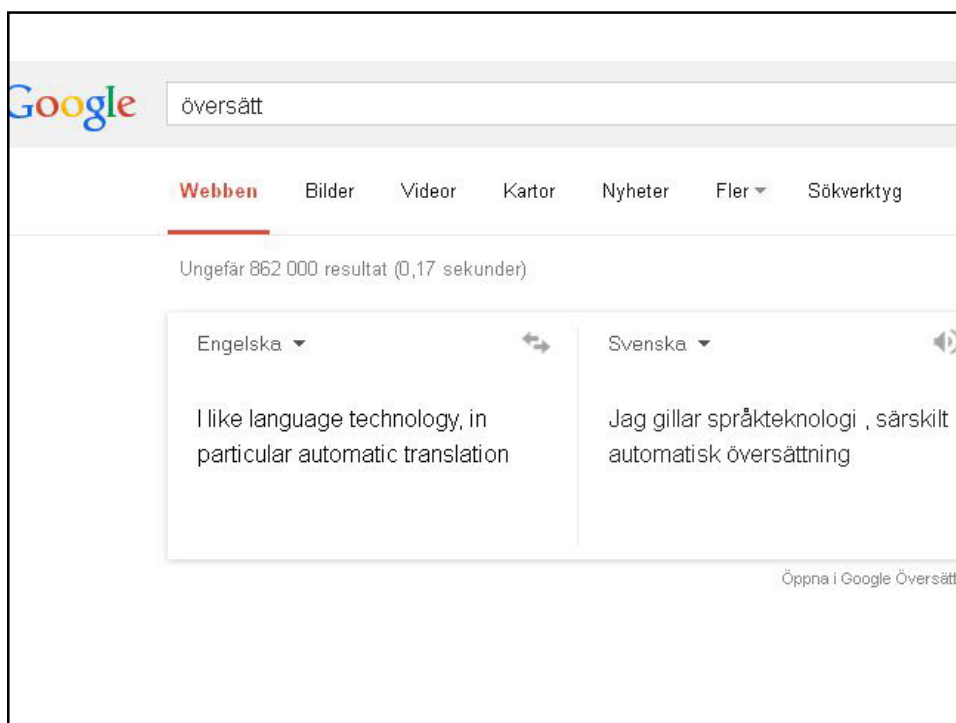 Google
översätt
Webben Bilder Videor Kartor Nyheter Fler Sökverktyg
Ungefär 862 000 resultat (0,17 sekunder)
Engelska
I like language technology, in
particular automatic translation
Svenska
Jag gillar språkteknologi , särskilt
automatisk översättning
Öppna i Google Översätt